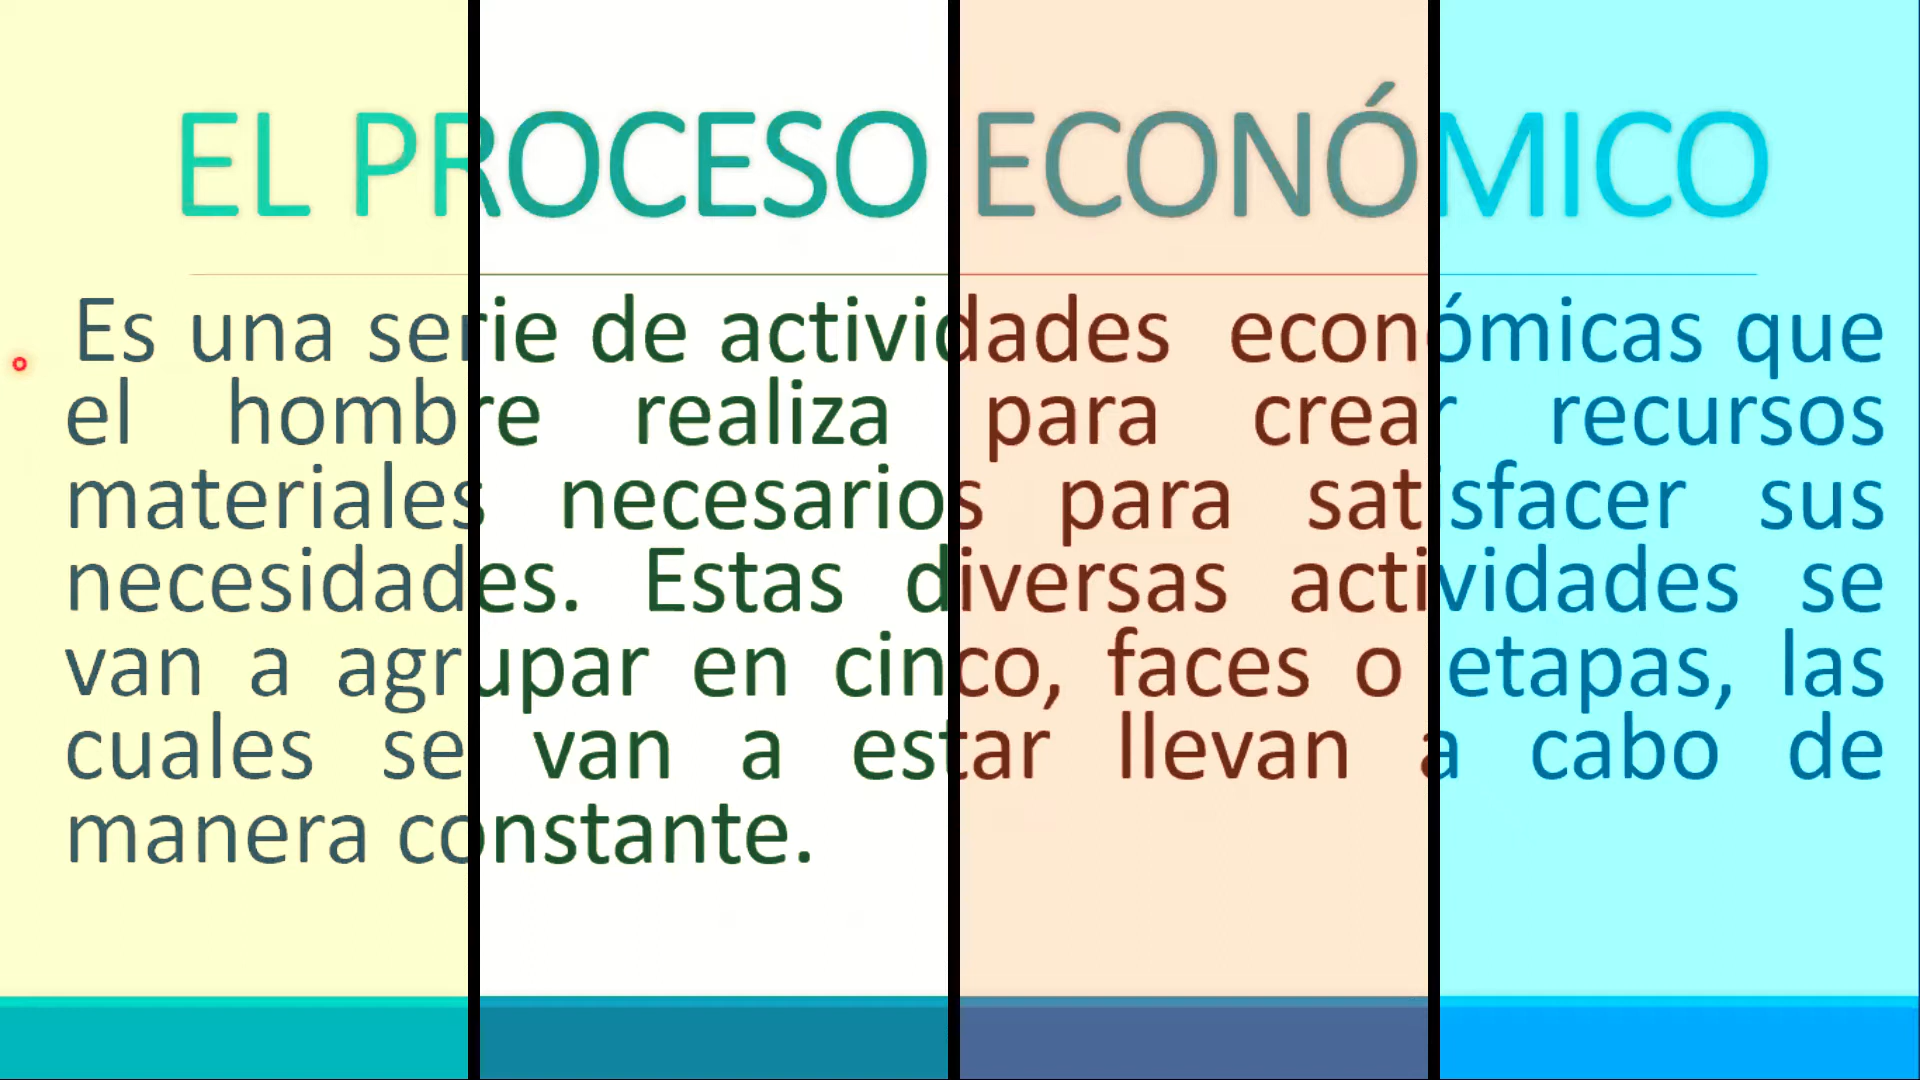 EL PROCESO ECONÓMICO
Es una serie de actividades económicas que
el hombre realiza para crear recursos
materiales necesarios para satisfacer sus
necesidades. Estas diversas actividades se
van a agrupar en cinco, faces o etapas, las
cuales se van a estar llevan a cabo de
manera constante.